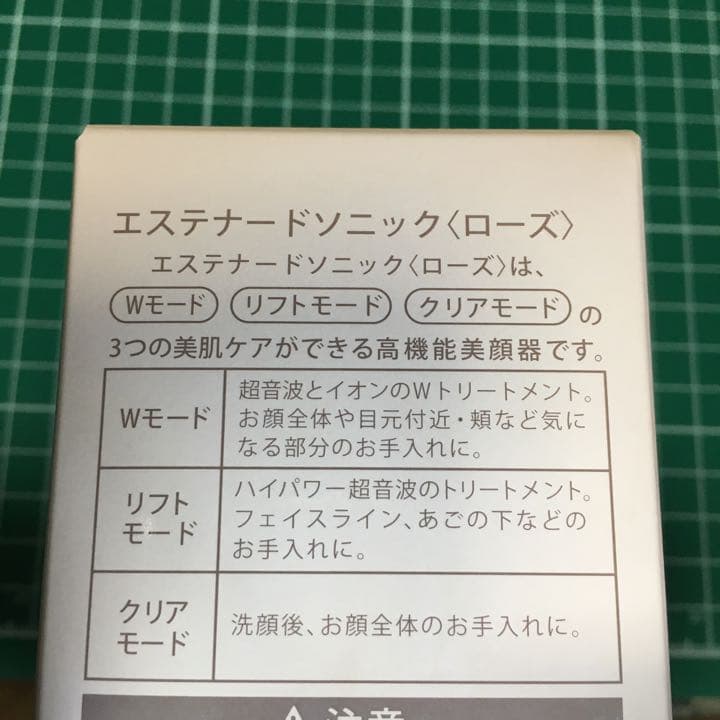 エステナードソニック〈ローズ〉
エステナードソニック〈ローズ〉は、
Wモード リフトモード クリアモード の
3つの美肌ケアができる高機能美顔器です。
Wモード
超音波とイオンのWトリートメント。
お顔全体や目元付近・頬など気に
なる部分のお手入れに。
リフト
モード
ハイパワー超音波のトリートメント。
フェイスライン、あごの下などの
お手入れに。
クリア
モード
洗顔後、お顔全体のお手入れに。
注意